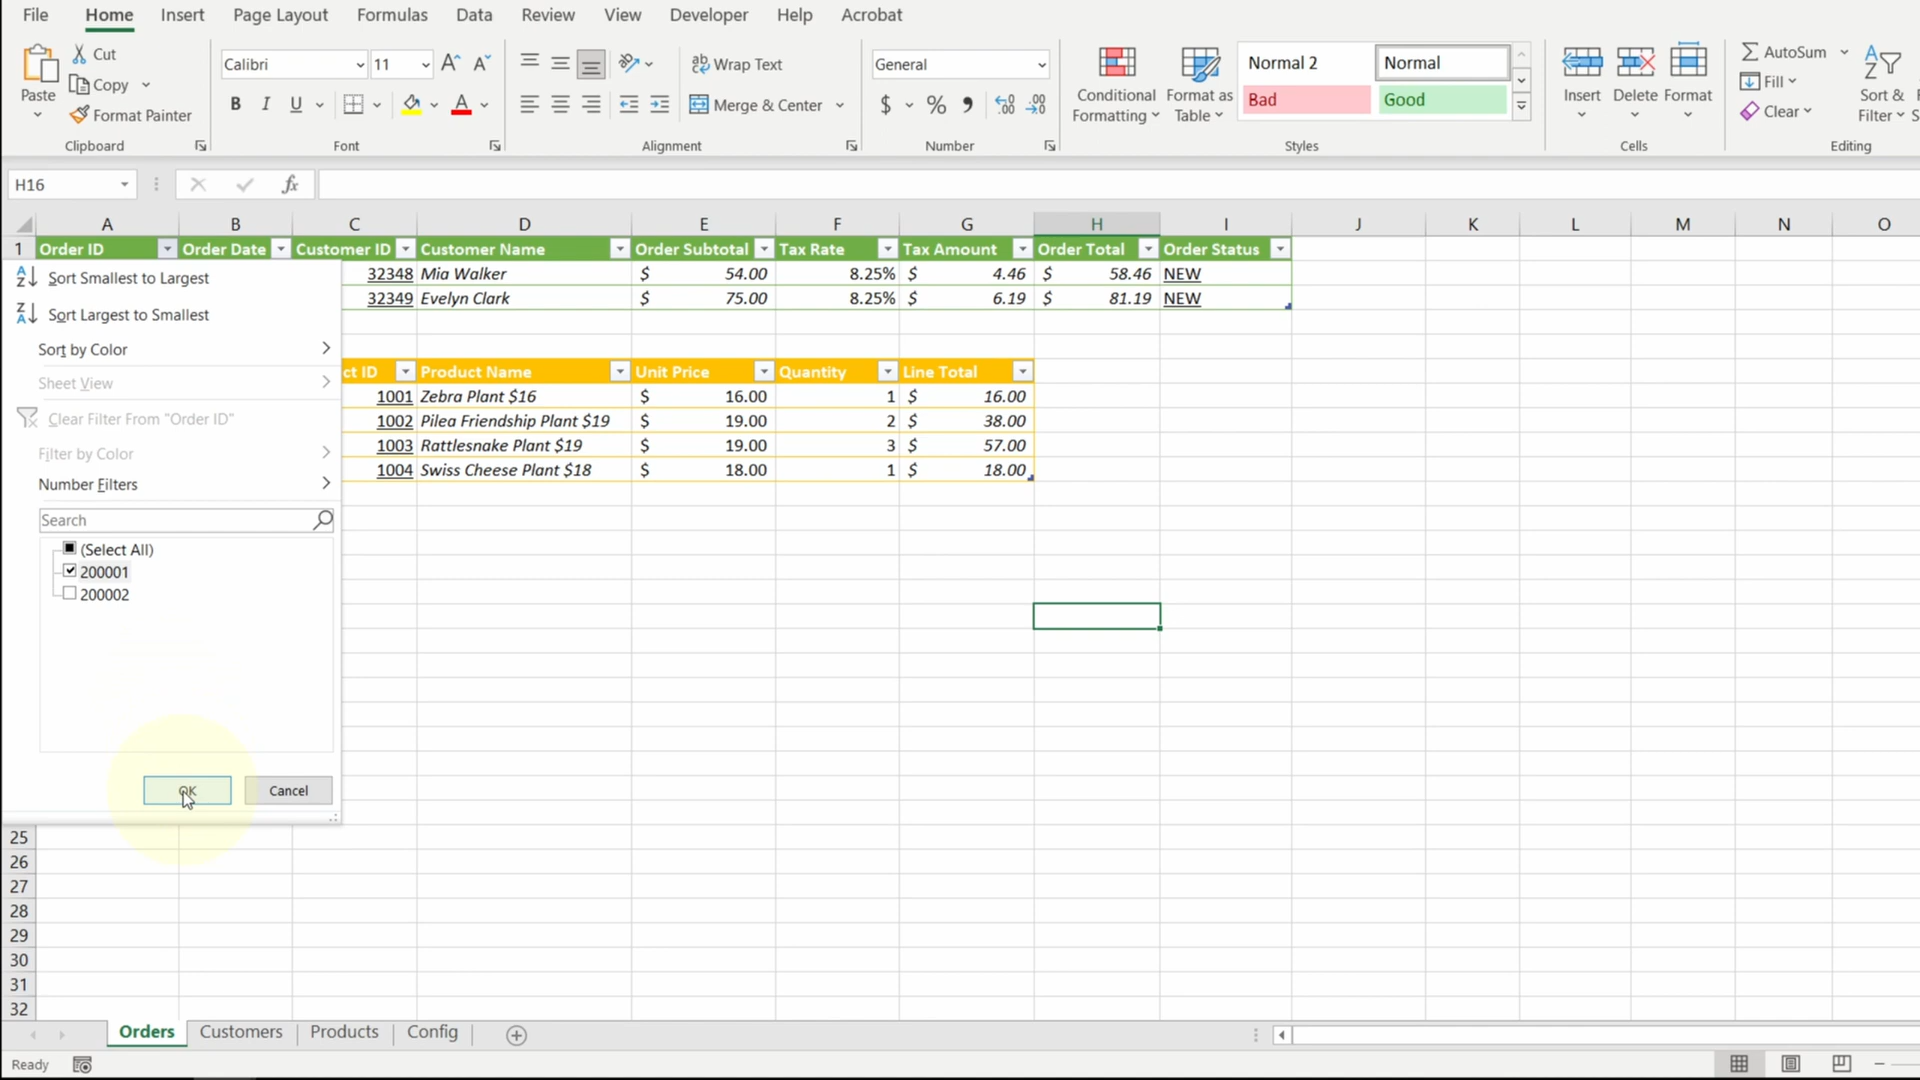 File Home Insert Page Layout Formulas Data Review View Developer Help Acrobat
Paste Cut Copy Format Painter Clipboard
Calibri 11 A^ A˅ B I U A Font
ab Wrap Text Merge & Center Alignment
General $ % , Number
Conditional Formatting Format as Table Normal 2 Normal Bad Good Styles
Insert Delete Format Cells
AutoSum Fill Clear Sort & Filter Editing
H16 fx
A B C D E F G H I J K L M N O
1 Order ID Order Date Customer ID Customer Name Order Subtotal Tax Rate Tax Amount Order Total Order Status
32348 Mia Walker $ 54.00 8.25% $ 4.46 $ 58.46 NEW
32349 Evelyn Clark $ 75.00 8.25% $ 6.19 $ 81.19 NEW
ct ID Product Name Unit Price Quantity Line Total
1001 Zebra Plant $16 $ 16.00 1 $ 16.00
1002 Pilea Friendship Plant $19 $ 19.00 2 $ 38.00
1003 Rattlesnake Plant $19 $ 19.00 3 $ 57.00
1004 Swiss Cheese Plant $18 $ 18.00 1 $ 18.00
Sort Smallest to Largest
Sort Largest to Smallest
Sort by Color
Sheet View
Clear Filter From "Order ID"
Filter by Color
Number Filters
Search
(Select All)
200001
200002
OK Cancel
25
26
27
28
29
30
31
32
Orders Customers Products Config
Ready